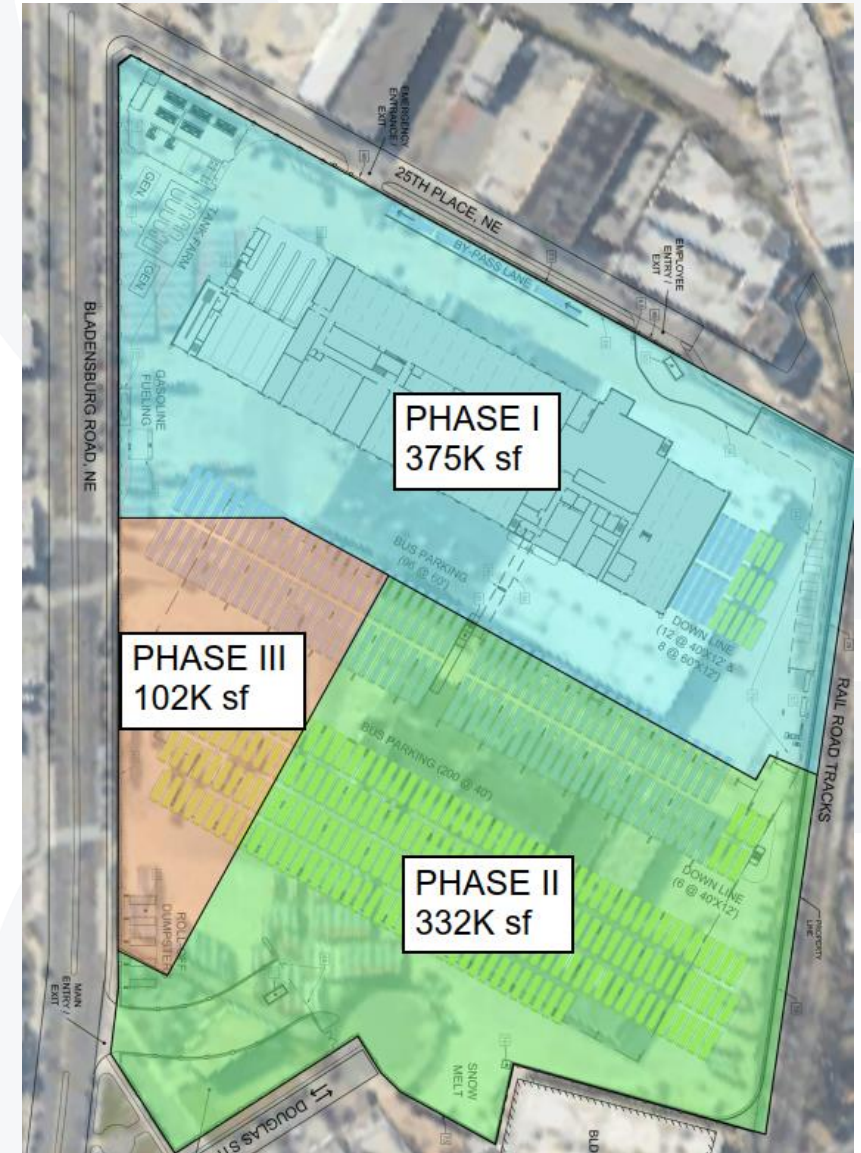 EMERGENCY
ENTRANCE /
EXIT
25TH PLACE, NE
GEN.
TANK FARM
GEN.
BY-PASS LANE
EMPLOYEE
ENTRY /
EXIT
BLADENSBURG ROAD, NE
GASOLINE
FUELING
PHASE I
375K sf
BUS PARKING
(96 @ 60')
DOWN LINE
(12 @ 40'X12' &
8 @ 60'X12')
PHASE III
102K sf
RAIL ROAD TRACKS
BUS PARKING (200 @ 40')
PHASE II
332K sf
DOWN LINE
(6 @ 40'X12')
PROPERTY
LINE
DUMPSTER
MAIN
ENTRY /
EXIT
SNOW
MELT
DOUGLAS ST
BLD